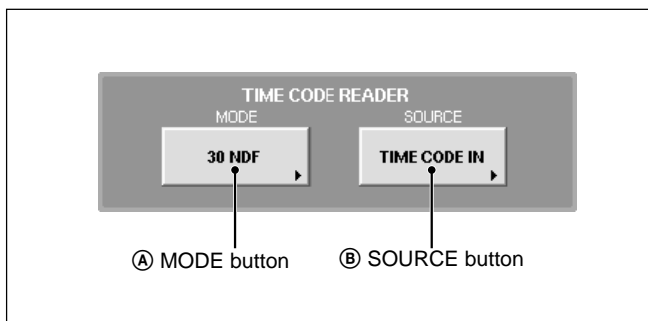 TIME CODE READER
MODE SOURCE
30 NDF TIME CODE IN
Ⓐ MODE button Ⓑ SOURCE button